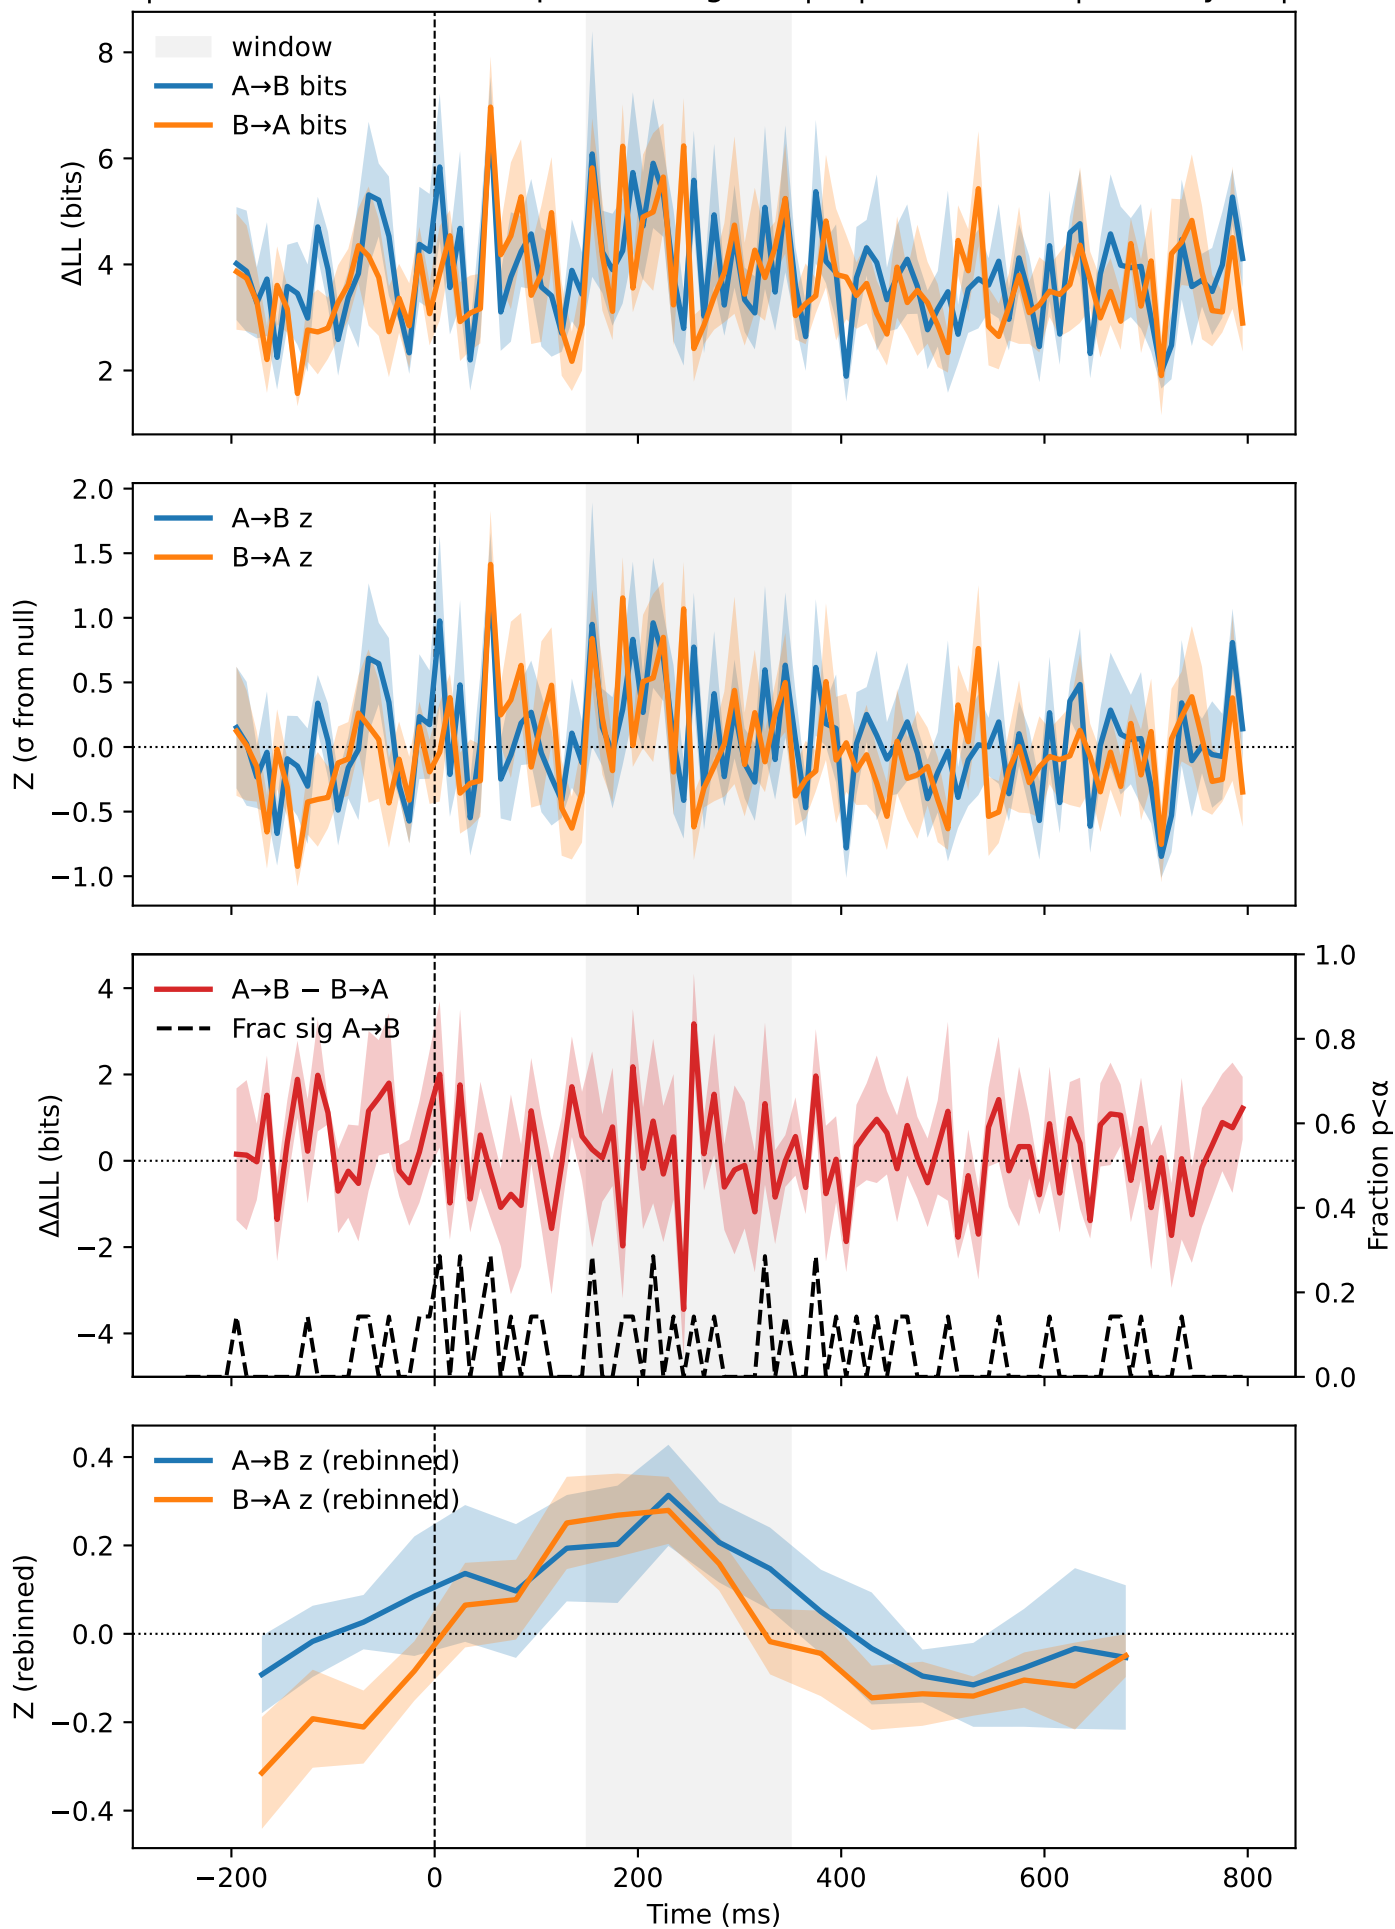 window
A→B bits
B→A bits
ΔLL (bits)
8
6
4
2
A→B z
B→A z
Z (σ from null)
2.0
1.5
1.0
0.5
0.0
−0.5
−1.0
A→B − B→A
Frac sig A→B
ΔΔLL (bits)
4
2
0
−2
−4
1.0
0.8
0.6
0.4
0.2
0.0
Fraction p<α
A→B z (rebinned)
B→A z (rebinned)
Z (rebinned)
0.4
0.2
0.0
−0.2
−0.4
−200
0
200
400
600
800
Time (ms)